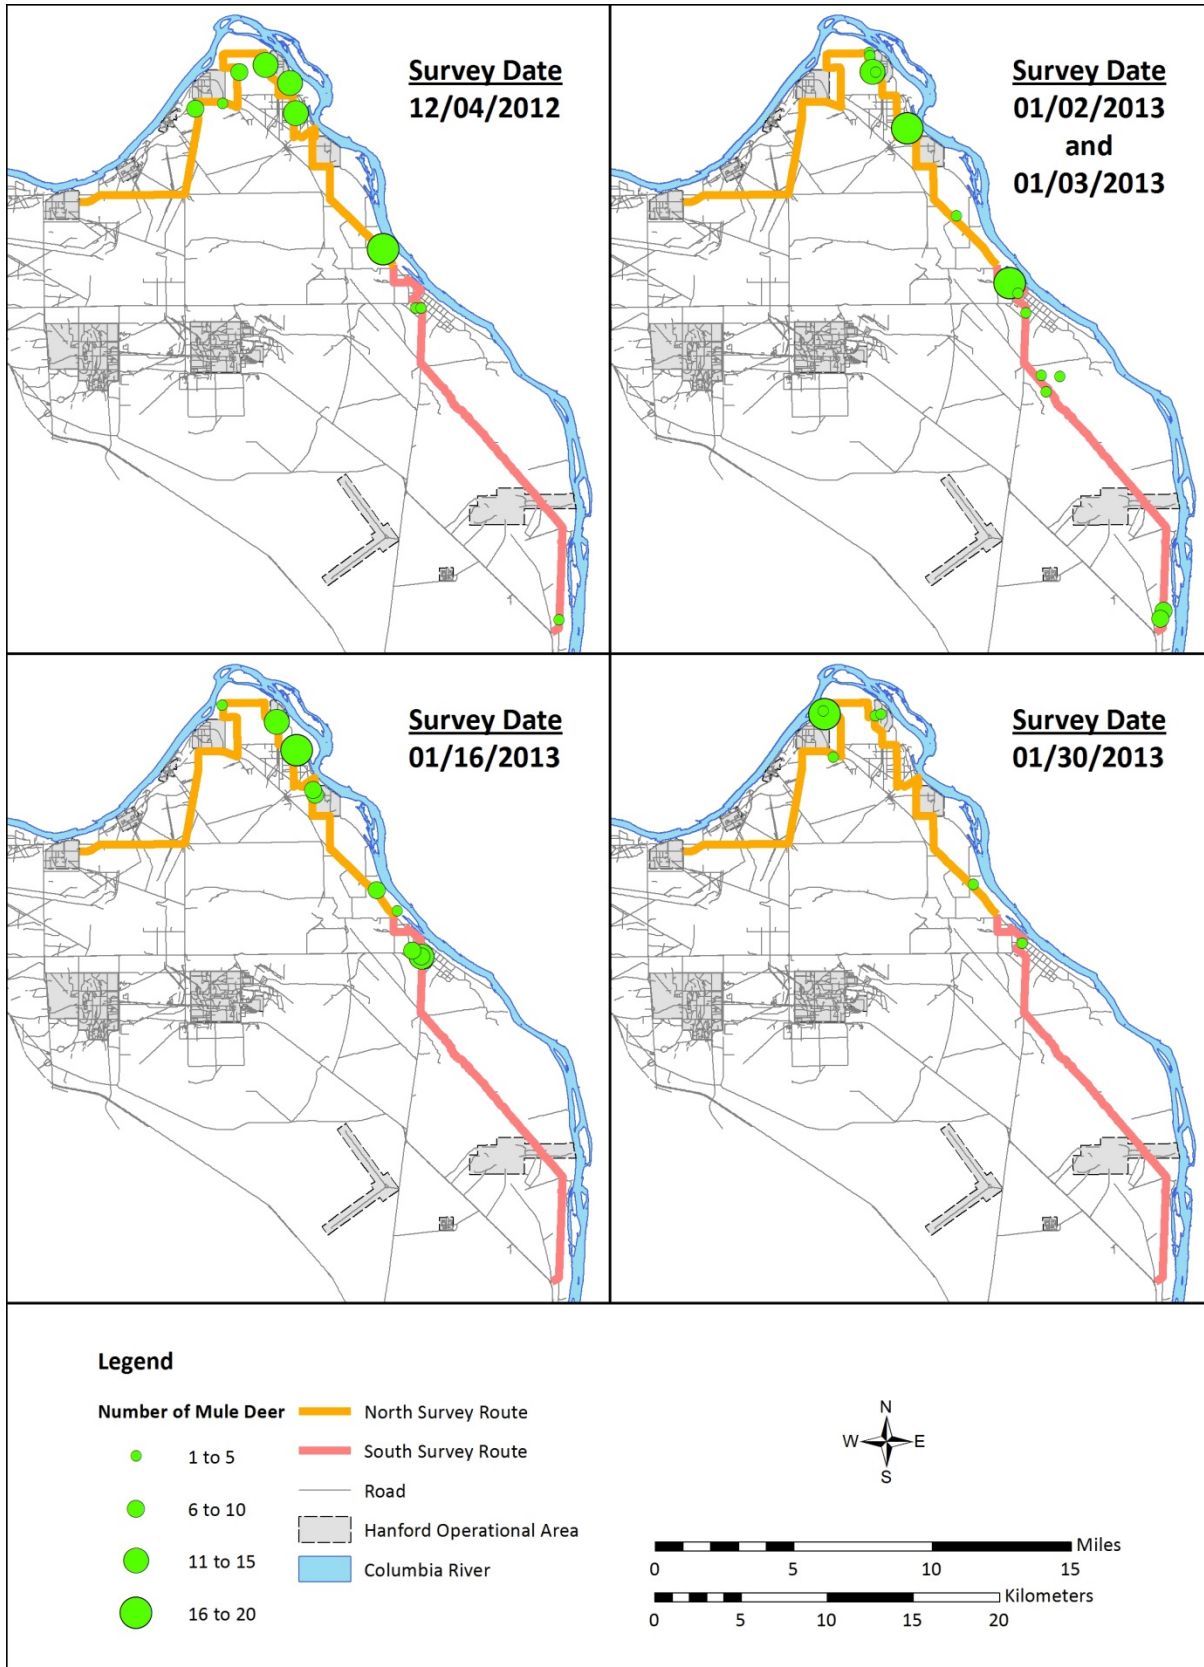 Survey Date
12/04/2012
Survey Date
01/02/2013
and
01/03/2013
Survey Date
01/16/2013
Survey Date
01/30/2013
Legend
Number of Mule Deer
1 to 5
6 to 10
11 to 15
16 to 20
North Survey Route
South Survey Route
Road
Hanford Operational Area
Columbia River
N
W E
S
Miles
0 5 10 15
Kilometers
0 5 10 15 20